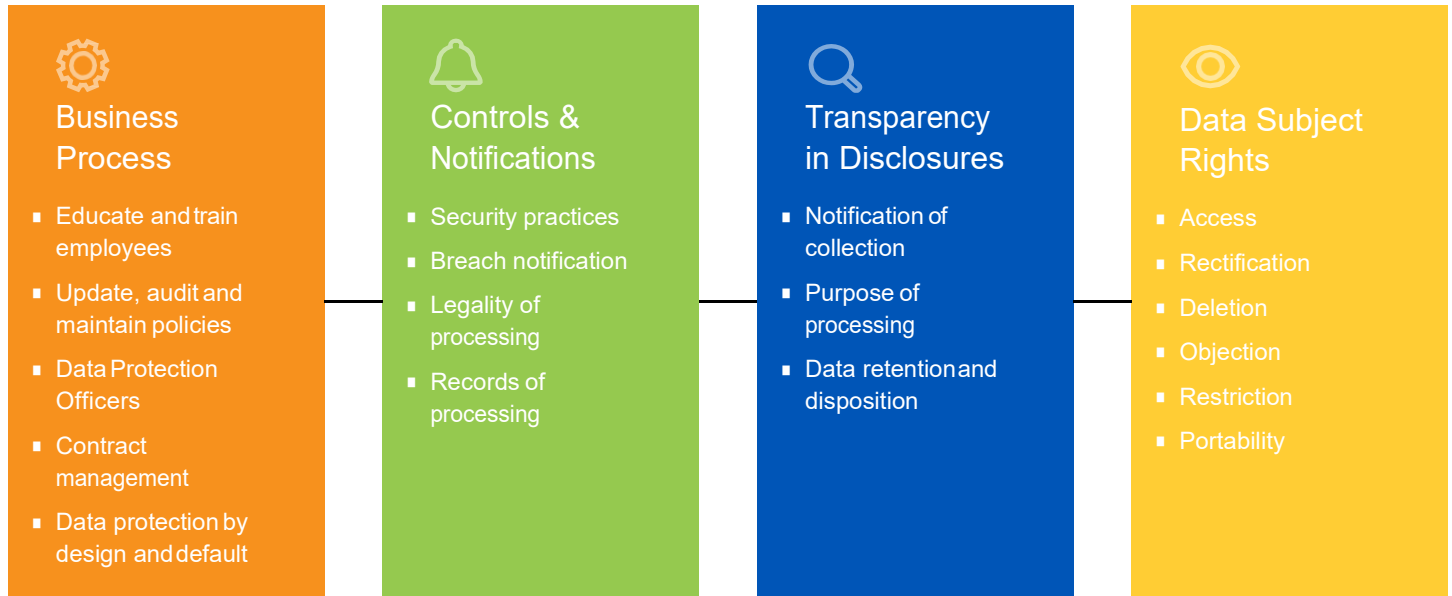 Business
Process
▪ Educate and train
employees
▪ Update, audit and
maintain policies
▪ Data Protection
Officers
▪ Contract
management
▪ Data protection by
design and default
Controls &
Notifications
▪ Security practices
▪ Breach notification
▪ Legality of
processing
▪ Records of
processing
Transparency
in Disclosures
▪ Notification of
collection
▪ Purpose of
processing
▪ Data retention and
disposition
Data Subject
Rights
▪ Access
▪ Rectification
▪ Deletion
▪ Objection
▪ Restriction
▪ Portability